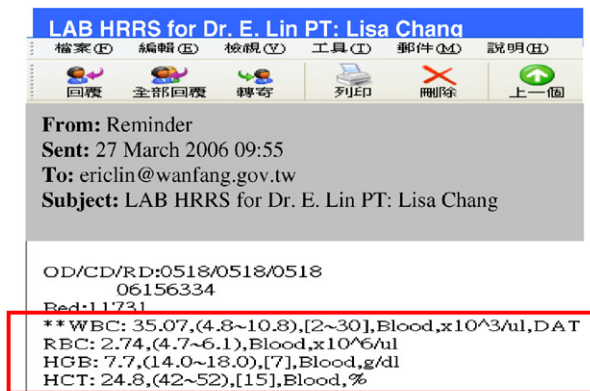 LAB HRRS for Dr. E. Lin PT: Lisa Chang
檔案(F) 編輯(E) 檢視(V) 工具(T) 郵件(M) 說明(H)
回覆 全部回覆 轉寄 列印 刪除 上一個
From: Reminder
Sent: 27 March 2006 09:55
To: ericlin@wanfang.gov.tw
Subject: LAB HRRS for Dr. E. Lin PT: Lisa Chang
OD/CD/RD:0518/0518/0518
06156334
Bed:11731
**WBC: 35.07,(4.8~10.8),[2~30],Blood,x10^3/ul,DAT
RBC: 2.74,(4.7~6.1),Blood,x10^6/ul
HGB: 7.7,(14.0~18.0),[7],Blood,g/dl
HCT: 24.8,(42~52),[15],Blood,%